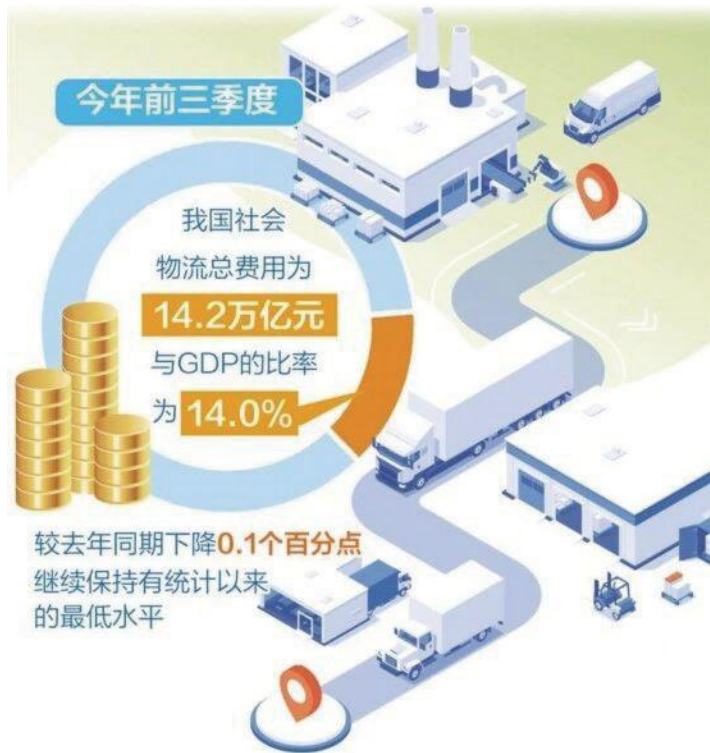 今年前三季度
我国社会
物流总费用为
14.2万亿元
与GDP的比率
为14.0%
较去年同期下降0.1个百分点
继续保持有统计以来
的最低水平